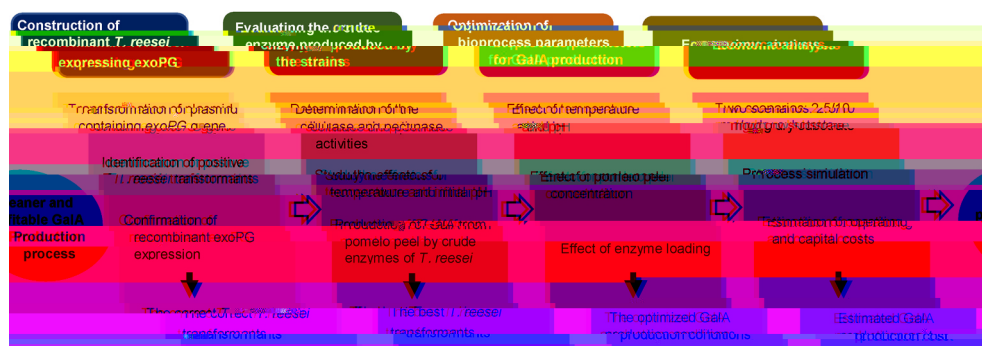 Construction of
recombinant T. reesei
expressing exoPG
Evaluating the crude
enzyme produced by
the strains
Optimization of
bioprocess parameters
for GalA production
Transformation of plasmid
containing exoPG gene
Identification of positive
T. reesei transformants
Confirmation of
recombinant exoPG
expression
The correct T. reesei
transformants
Determination of the
cellulase and pectinase
activities
Study the effects of
temperature and initial pH
Production of GalA from
pomelo peel by crude
enzymes of T. reesei
The Best T. reesei
transformants
Effect of temperature
and pH
Effect of pomelo peel
concentration
Effect of enzyme loading
The optimized GalA
production conditions
Two scenarios
Process simulation
Estimation of operating
and capital costs
Estimated GalA
production cost
GalA
Production
process